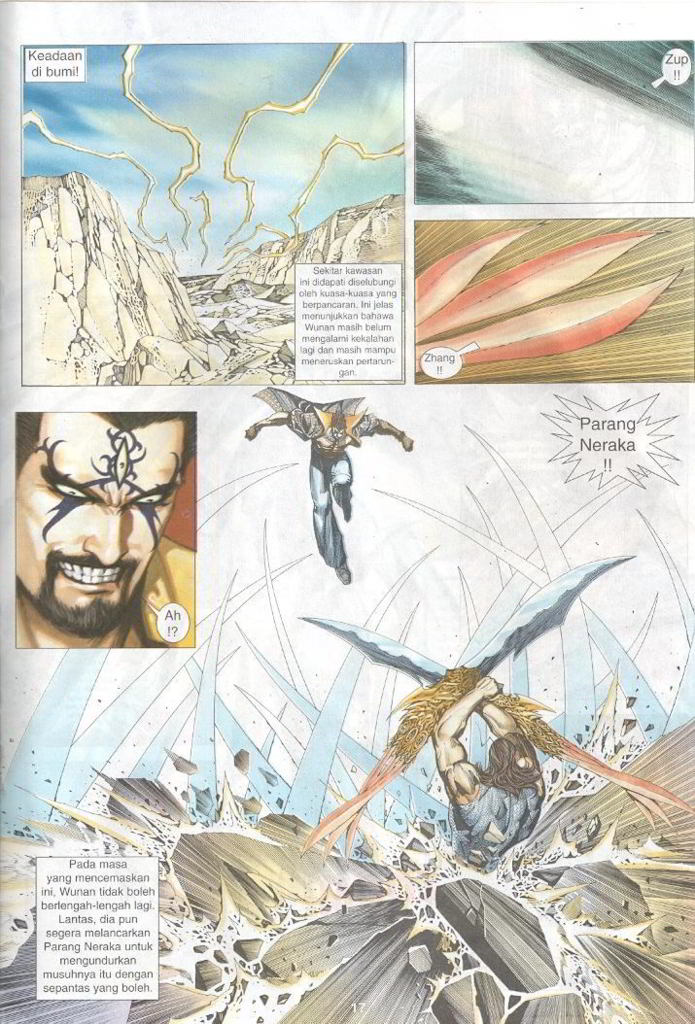 Keadaan
di bumi!
Zup
!!
Sekitar kawasan
ini didapati diselubungi
oleh kuasa-kuasa yang
berpancaran. Ini jelas
menunjukkan bahawa
Wunan masih belum
mengalami kekalahan
lagi dan masih mampu
meneruskan pertarun-
gan.
Zhang
!!
Ah
!?
Parang
Neraka
!!
Pada masa
yang mencemaskan
ini, Wunan tidak boleh
berlengah-lengah lagi.
Lantas, dia pun
segera melancarkan
Parang Neraka untuk
mengundurkan
musuhnya itu dengan
sepantas yang boleh.
17